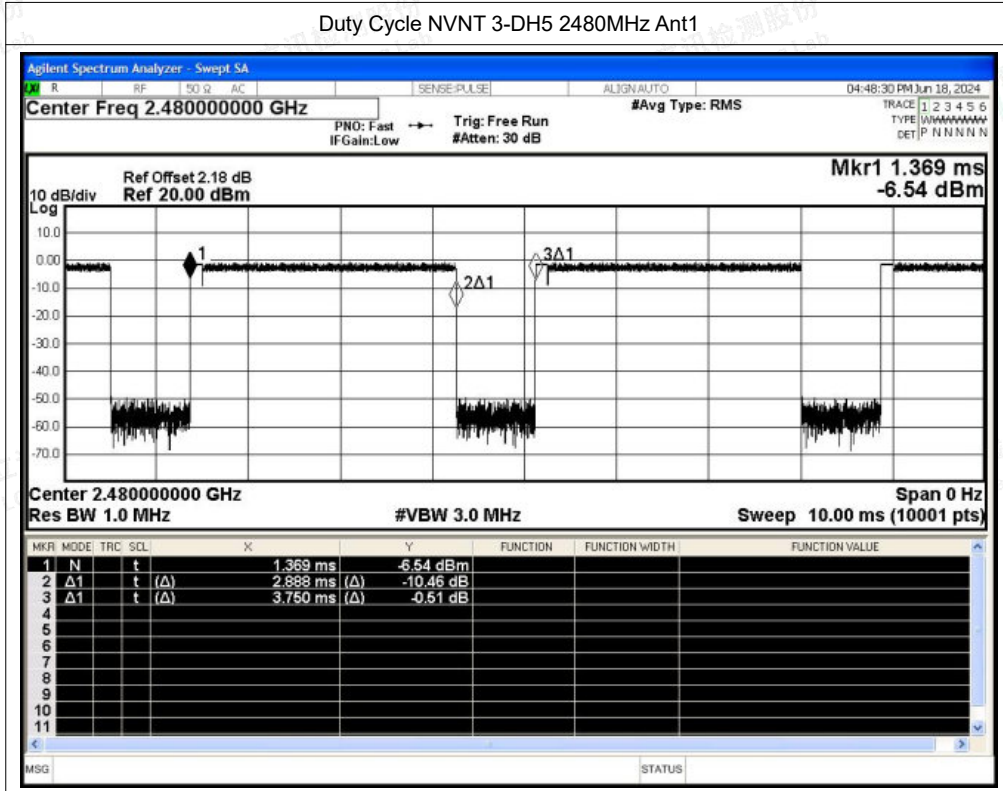 Duty Cycle NVNT 3-DH5 2480MHz Ant1
Agilent Spectrum Analyzer - Swept SA
R RF 50 Ω AC SENSE:PULSE ALIGN AUTO 04:48:30 PM Jun 18, 2024
Center Freq 2.480000000 GHz #Avg Type: RMS TRACE 1 2 3 4 5 6
PNO: Fast Trig: Free Run TYPE
IFGain:Low #Atten: 30 dB DET P N N N N N
Mkr1 1.369 ms
Ref Offset 2.18 dB
10 dB/div Ref 20.00 dBm -6.54 dBm
Log
10.0
0.00
-10.0
-20.0
-30.0
-40.0
-50.0
-60.0
-70.0
1
2Δ1
3Δ1
Center 2.480000000 GHz Span 0 Hz
Res BW 1.0 MHz #VBW 3.0 MHz Sweep 10.00 ms (10001 pts)
MKR MODE TRC SCL X Y FUNCTION FUNCTION WIDTH FUNCTION VALUE
1 N t 1.369 ms -6.54 dBm
2 Δ1 t (Δ) 2.888 ms (Δ) -10.46 dB
3 Δ1 t (Δ) 3.750 ms (Δ) -0.51 dB
4
5
6
7
8
9
10
11
MSG STATUS